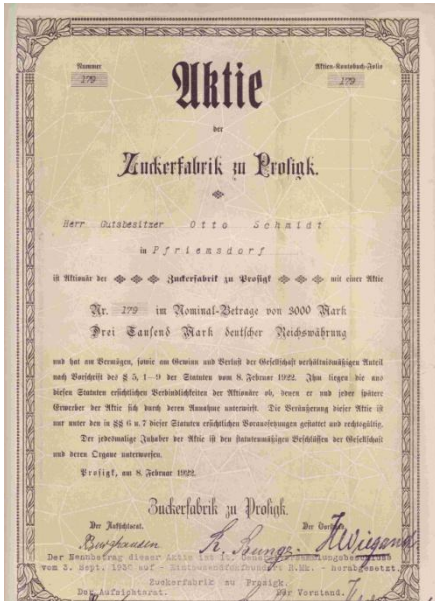 Nummer
179
Aktien-Kontobuch-Folio
179
Aktie
der
Zuckerfabrik zu Prosigk.
Herr Gutsbesitzer Otto Schmidt
in Pfriemsdorf
ist Aktionär der Zuckerfabrik zu Prosigk mit einer Aktie
Nr. 179 im Nominal-Betrage von 3000 Mark
Drei Tausend Mark deutscher Reichswährung
und hat am Vermögen, sowie am Gewinn und Verlust der Gesellschaft verhältnismäßigen Anteil
nach Vorschrift des § 5, 1–9 der Statuten vom 8. Februar 1922. Ihm liegen die aus
diesen Statuten ersichtlichen Verbindlichkeiten der Aktionäre ob, denen er und jeder spätere
Erwerber der Aktie sich durch deren Annahme unterwirft. Die Veräußerung dieser Aktie ist
nur unter den in §§ 6 u. 7 dieser Statuten ersichtlichen Voraussetzungen gestattet und rechtsgültig.
Der jedesmalige Inhaber der Aktie ist den statutenmäßigen Beschlüssen der Gesellschaft
und deren Organe unterworfen.
Prosigk, am 8. Februar 1922.
Zuckerfabrik zu Prosigk.
Der Aufsichtsrat.
Der Vorstand.
Der Nennbetrag dieser Aktie ist
vom 3. Sept. 1930 auf R.Mk. herabgesetzt.
Zuckerfabrik zu Prosigk.
Der Aufsichtsrat.
Der Vorstand.